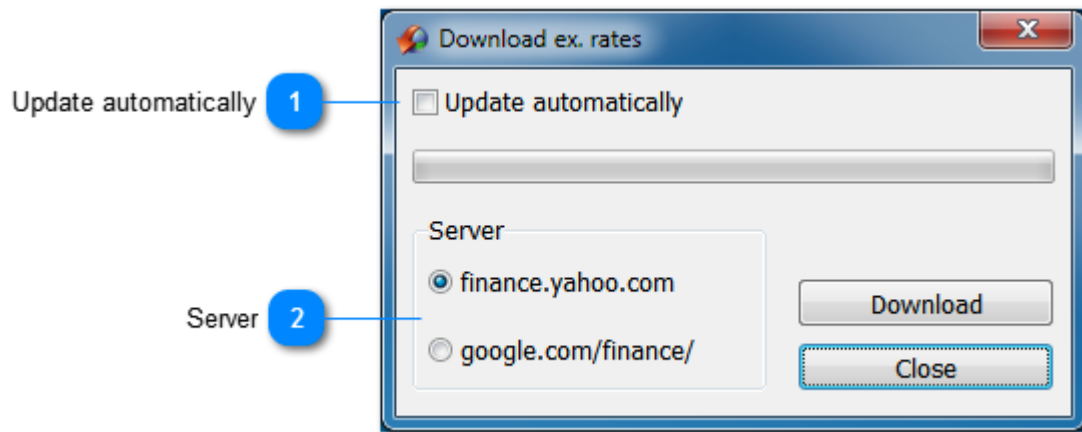 Download ex. rates
Update automatically 1
Update automatically
Server
finance.yahoo.com
Server 2
Download
google.com/finance/
Close